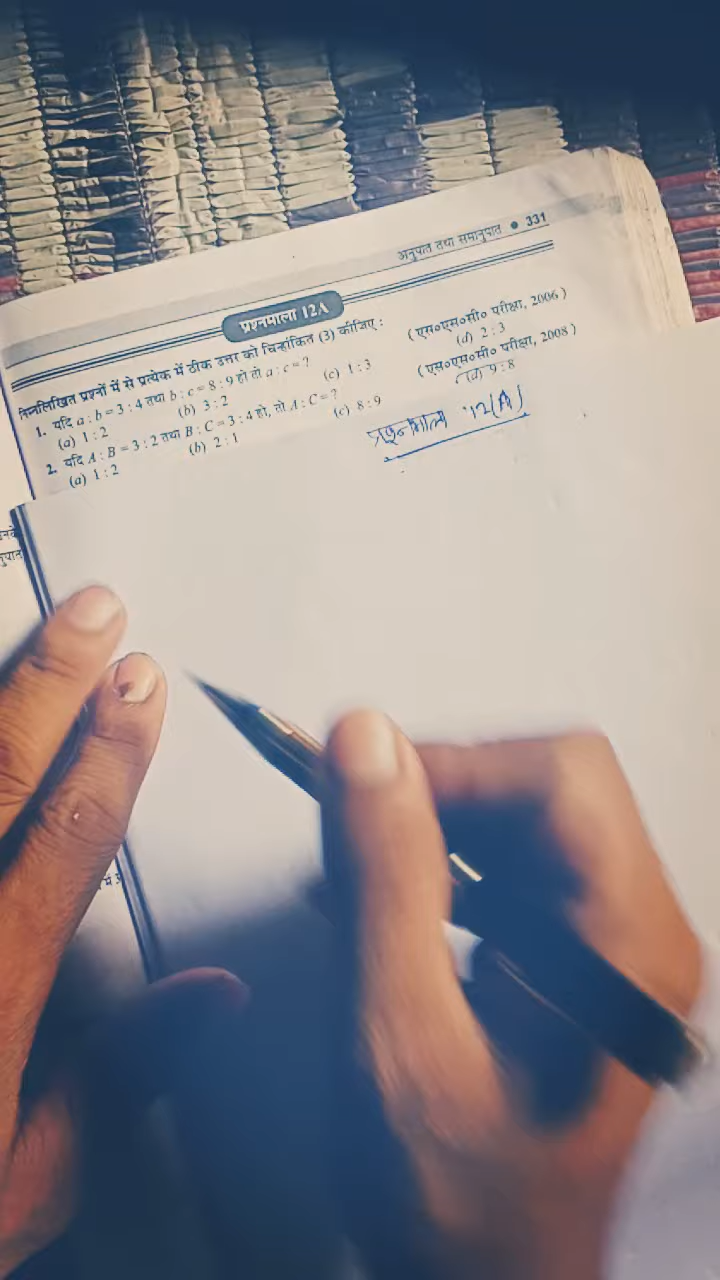 अनुपात तथा समानुपात ● 331
प्रश्नमाला 12A
निम्नलिखित प्रश्नों में से प्रत्येक में ठीक उत्तर को चिन्हांकित (3) कीजिए :
1. यदि a : b = 3 : 4 तथा b : c = 8 : 9 हो तो a : c = ? (एस०एस०सी० परीक्षा, 2006)
(a) 1 : 2 (b) 3 : 2 (c) 1 : 3 (d) 2 : 3
2. यदि A : B = 3 : 2 तथा B : C = 3 : 4 हो, तो A : C = ? (एस०एस०सी० परीक्षा, 2008)
(a) 1 : 2 (b) 2 : 1 (c) 8 : 9 (d) 9 : 8
प्रश्नमाला 12(A)